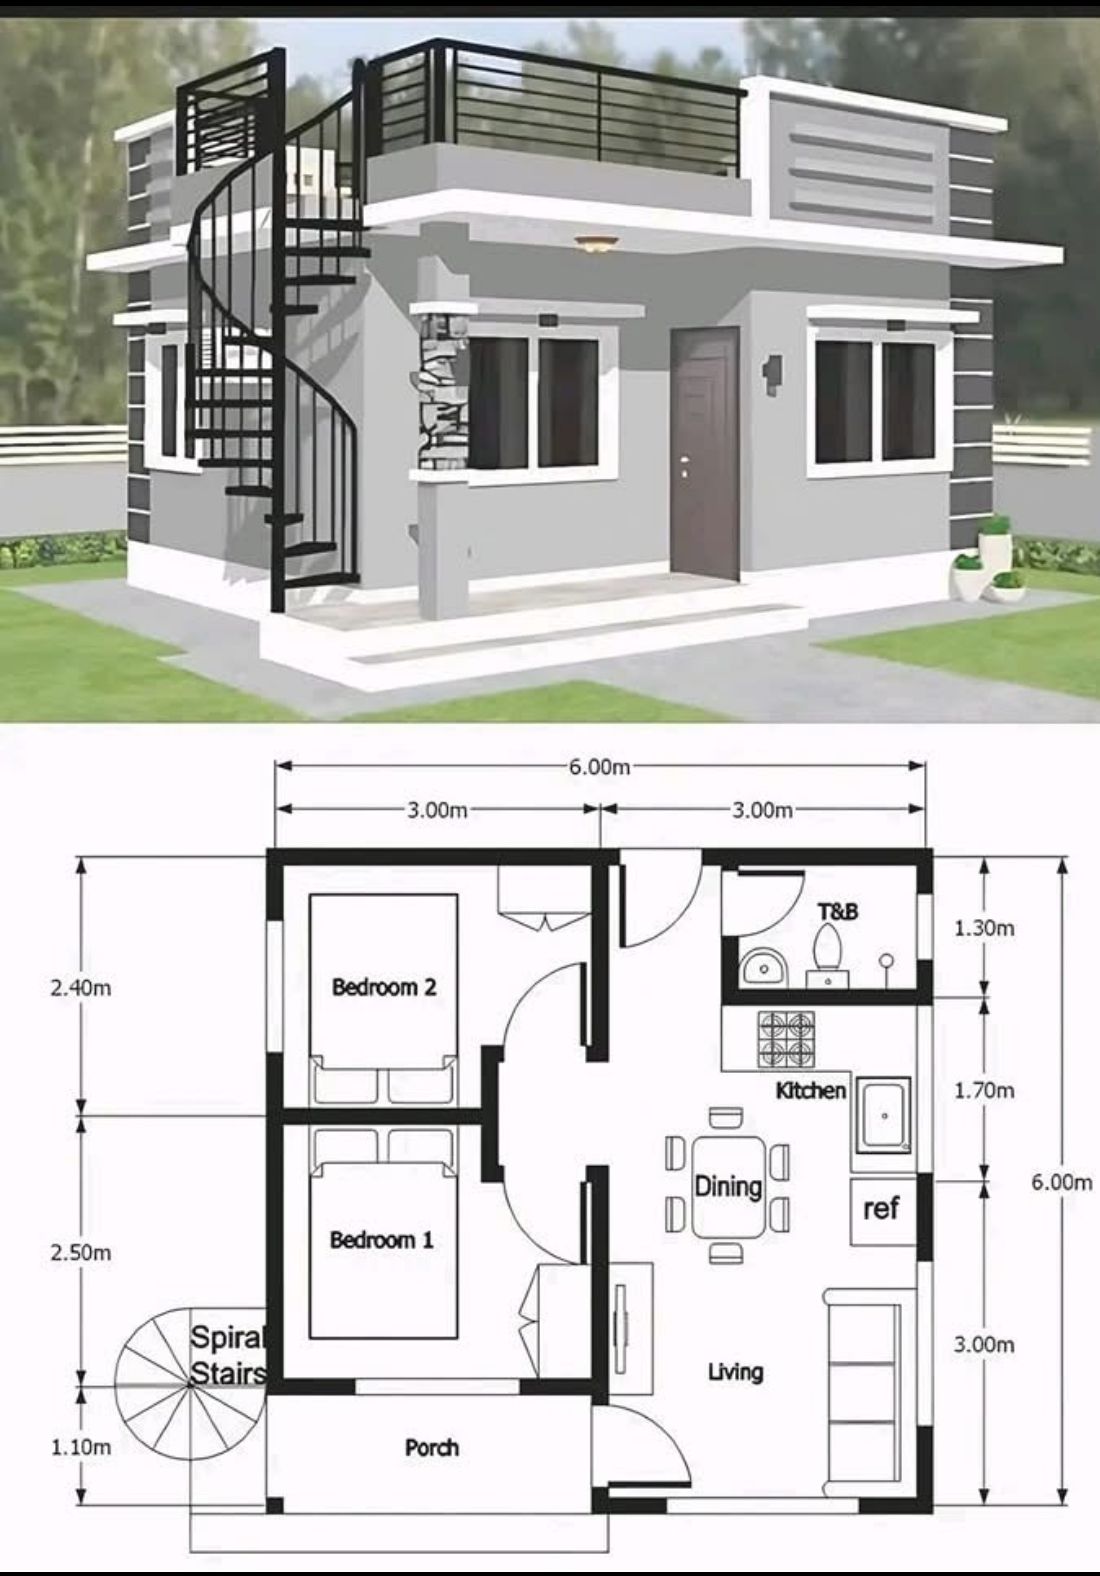 6.00m
3.00m
3.00m
T&B
1.30m
2.40m
Bedroom 2
Kitchen
1.70m
Dining
6.00m
ref
Bedroom 1
2.50m
Spiral
Stairs
3.00m
Living
Porch
1.10m